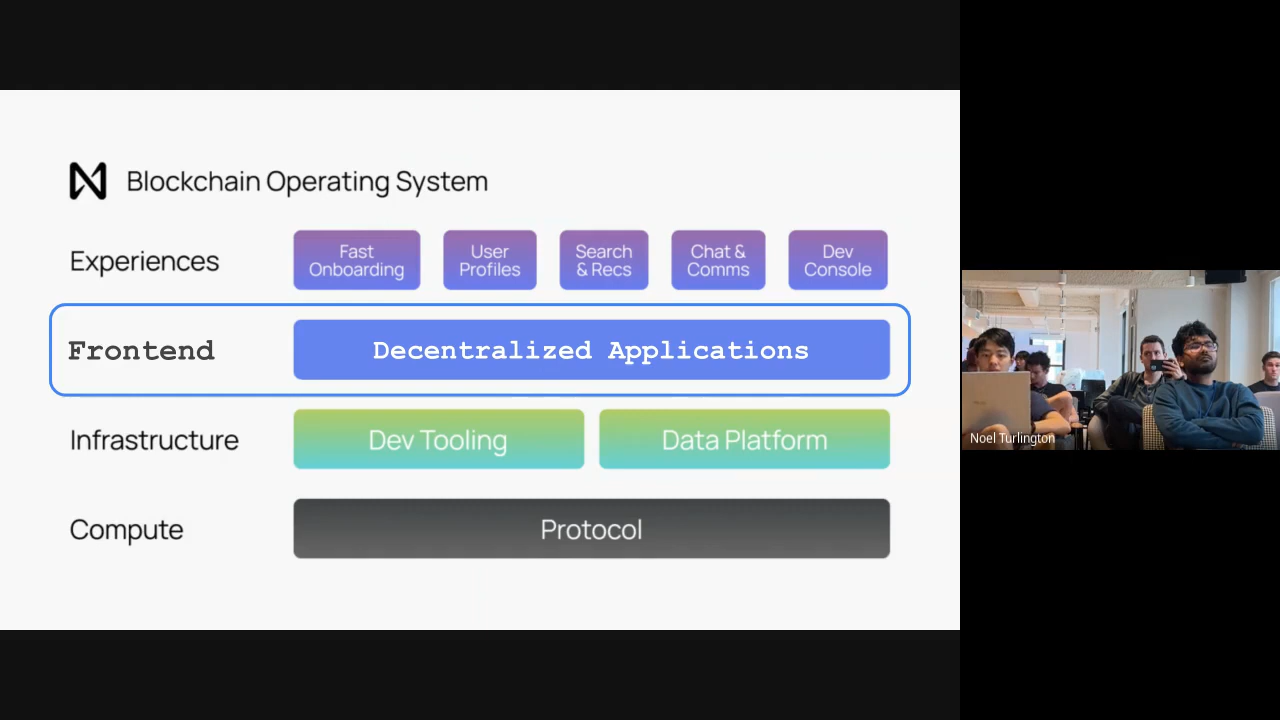 Blockchain Operating System
Experiences
Fast
Onboarding
User
Profiles
Search
& Recs
Chat &
Comms
Dev
Console
Frontend
Decentralized Applications
Infrastructure
Dev Tooling
Data Platform
Compute
Protocol
Noel Turlington